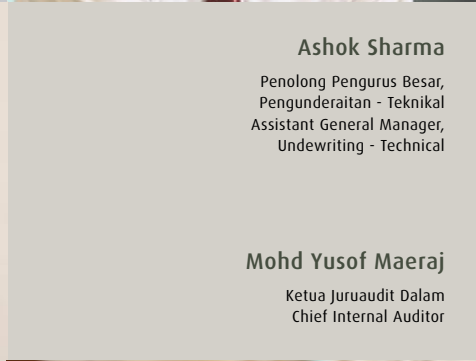 Ashok Sharma
Penolong Pengurus Besar,
Pengunderaitan - Teknikal
Assistant General Manager,
Undewriting - Technical
Mohd Yusof Maeraj
Ketua Juruaudit Dalam
Chief Internal Auditor